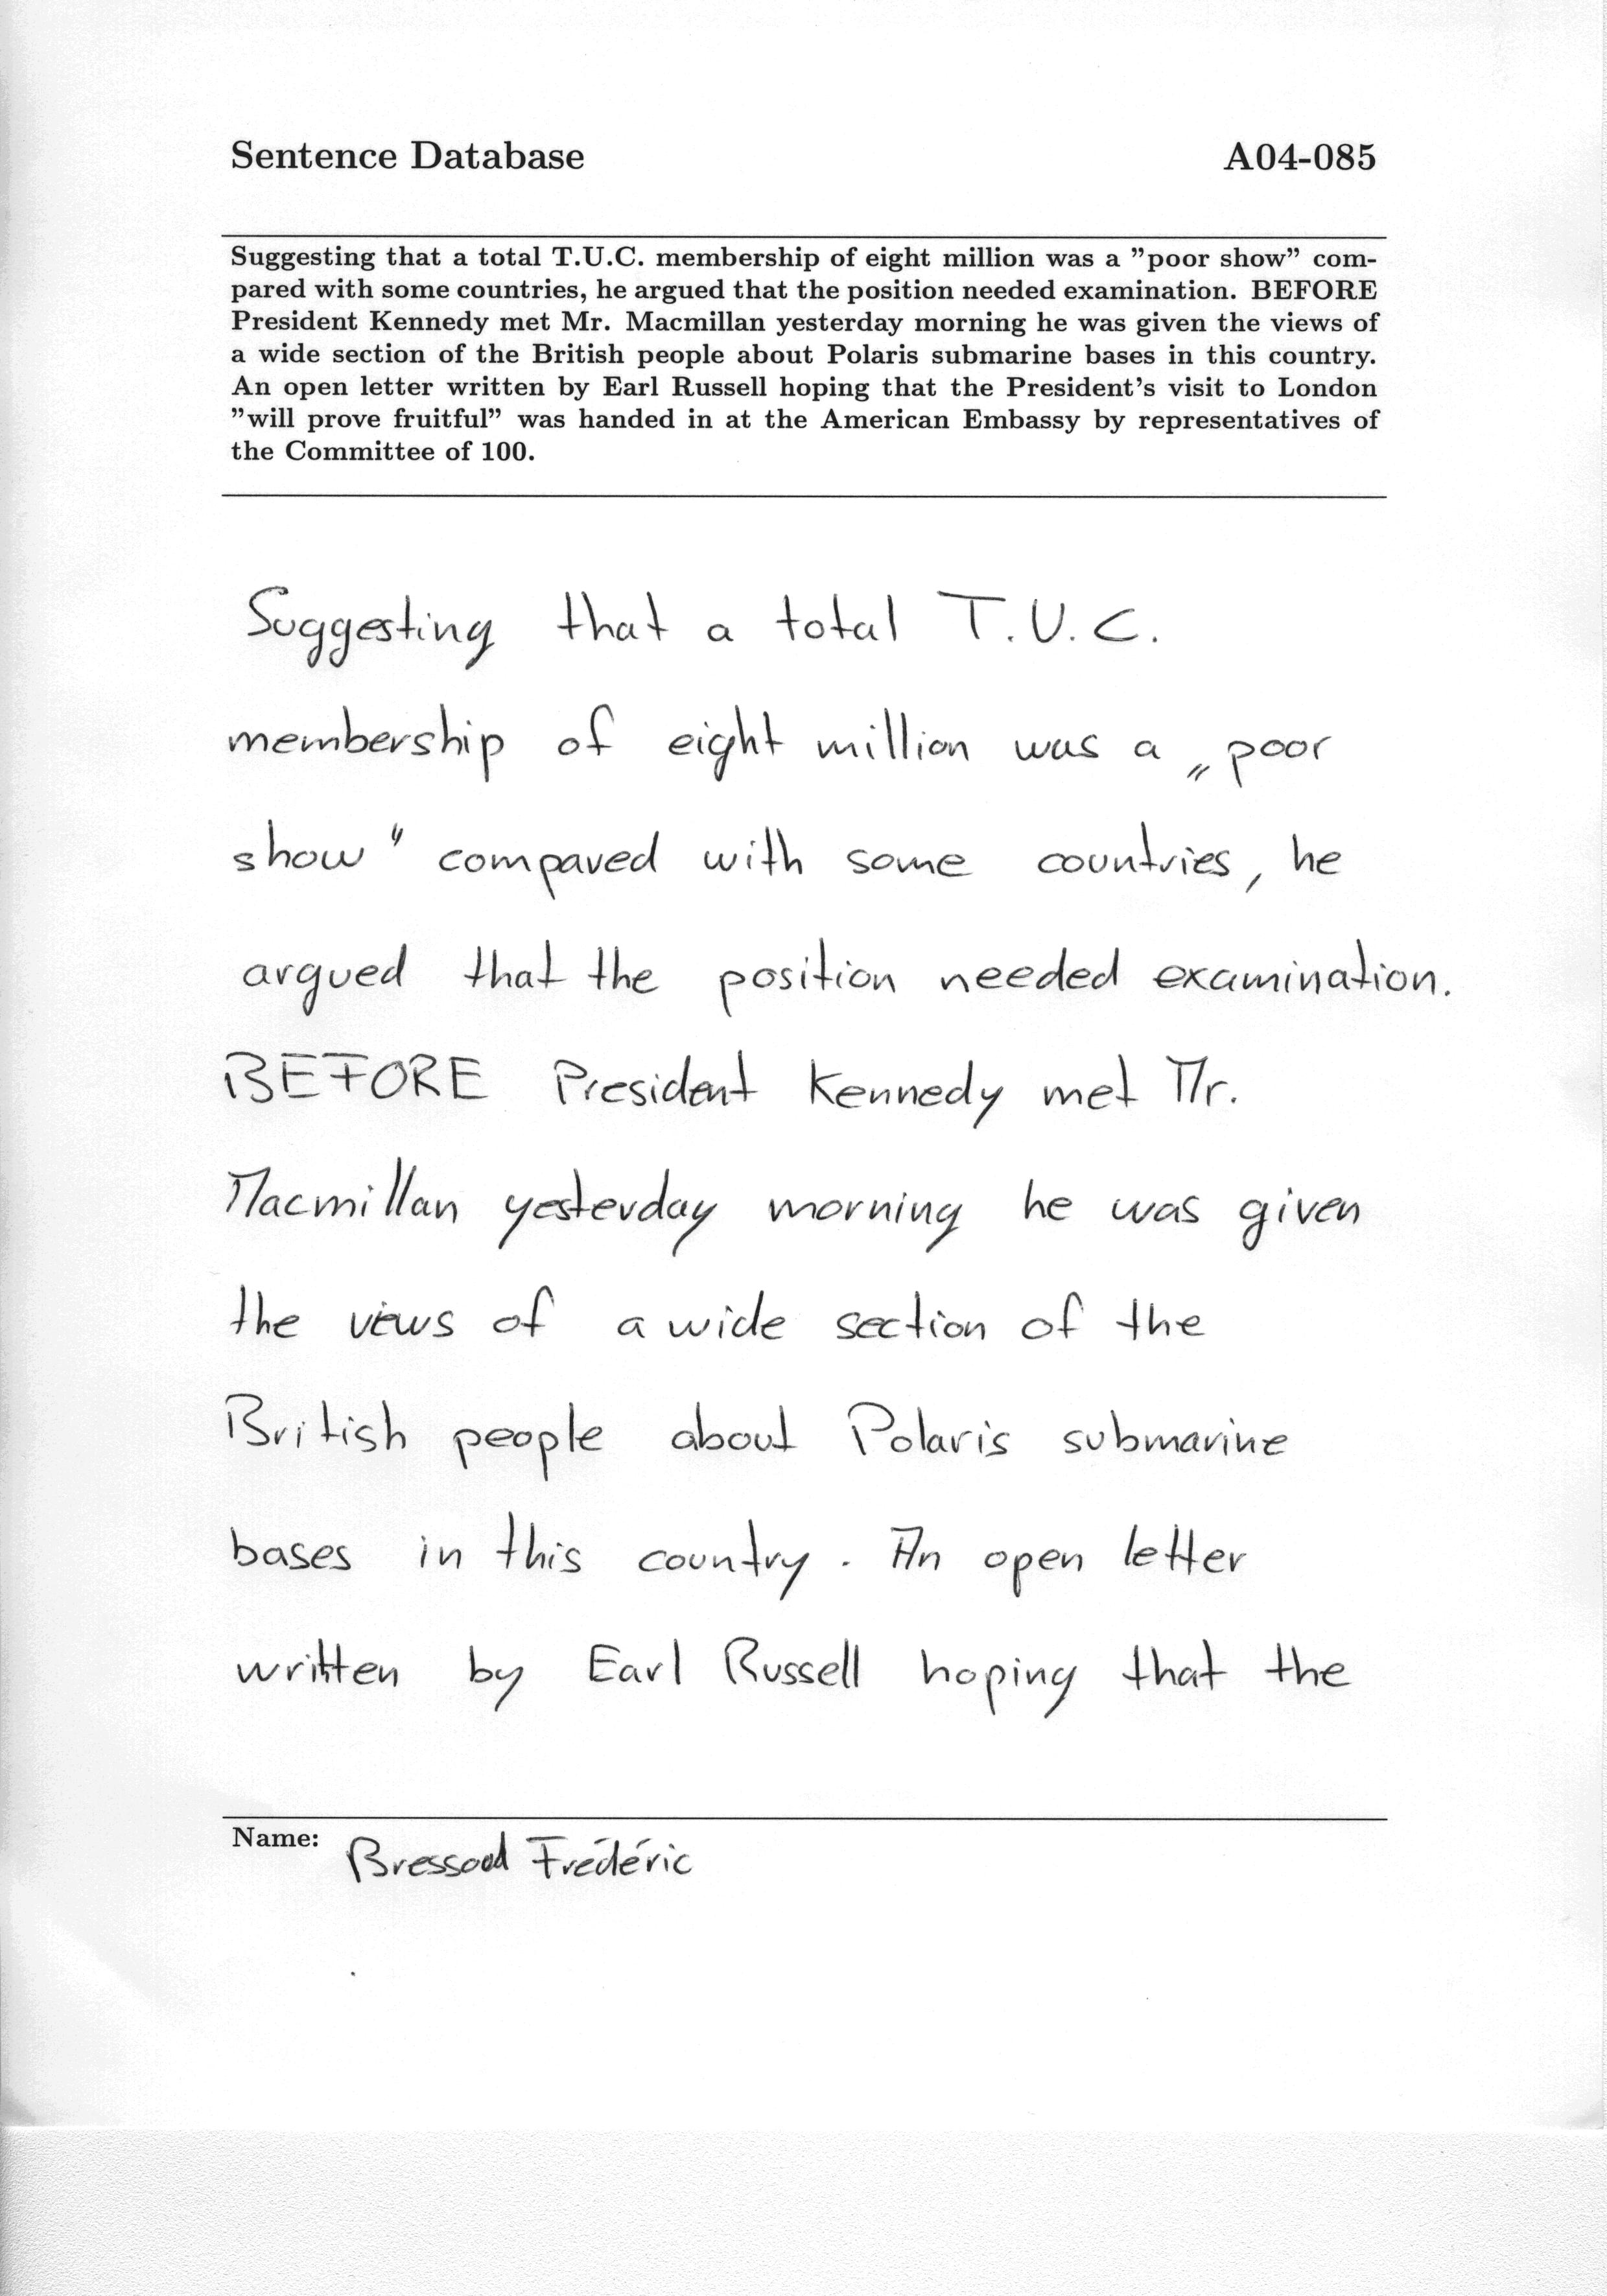 Sentence Database A04-085
Suggesting that a total T.U.C. membership of eight million was a ”poor show” com-
pared with some countries, he argued that the position needed examination. BEFORE
President Kennedy met Mr. Macmillan yesterday morning he was given the views of
a wide section of the British people about Polaris submarine bases in this country.
An open letter written by Earl Russell hoping that the President’s visit to London
”will prove fruitful” was handed in at the American Embassy by representatives of
the Committee of 100.
Suggesting that a total T.U.C.
membership of eight million was a „poor
show" compared with some countries, he
argued that the position needed examination.
BEFORE President Kennedy met Mr.
Macmillan yesterday morning he was given
the views of a wide section of the
British people about Polaris submarine
bases in this country. An open letter
written by Earl Russell hoping that the
Name: Frédéric